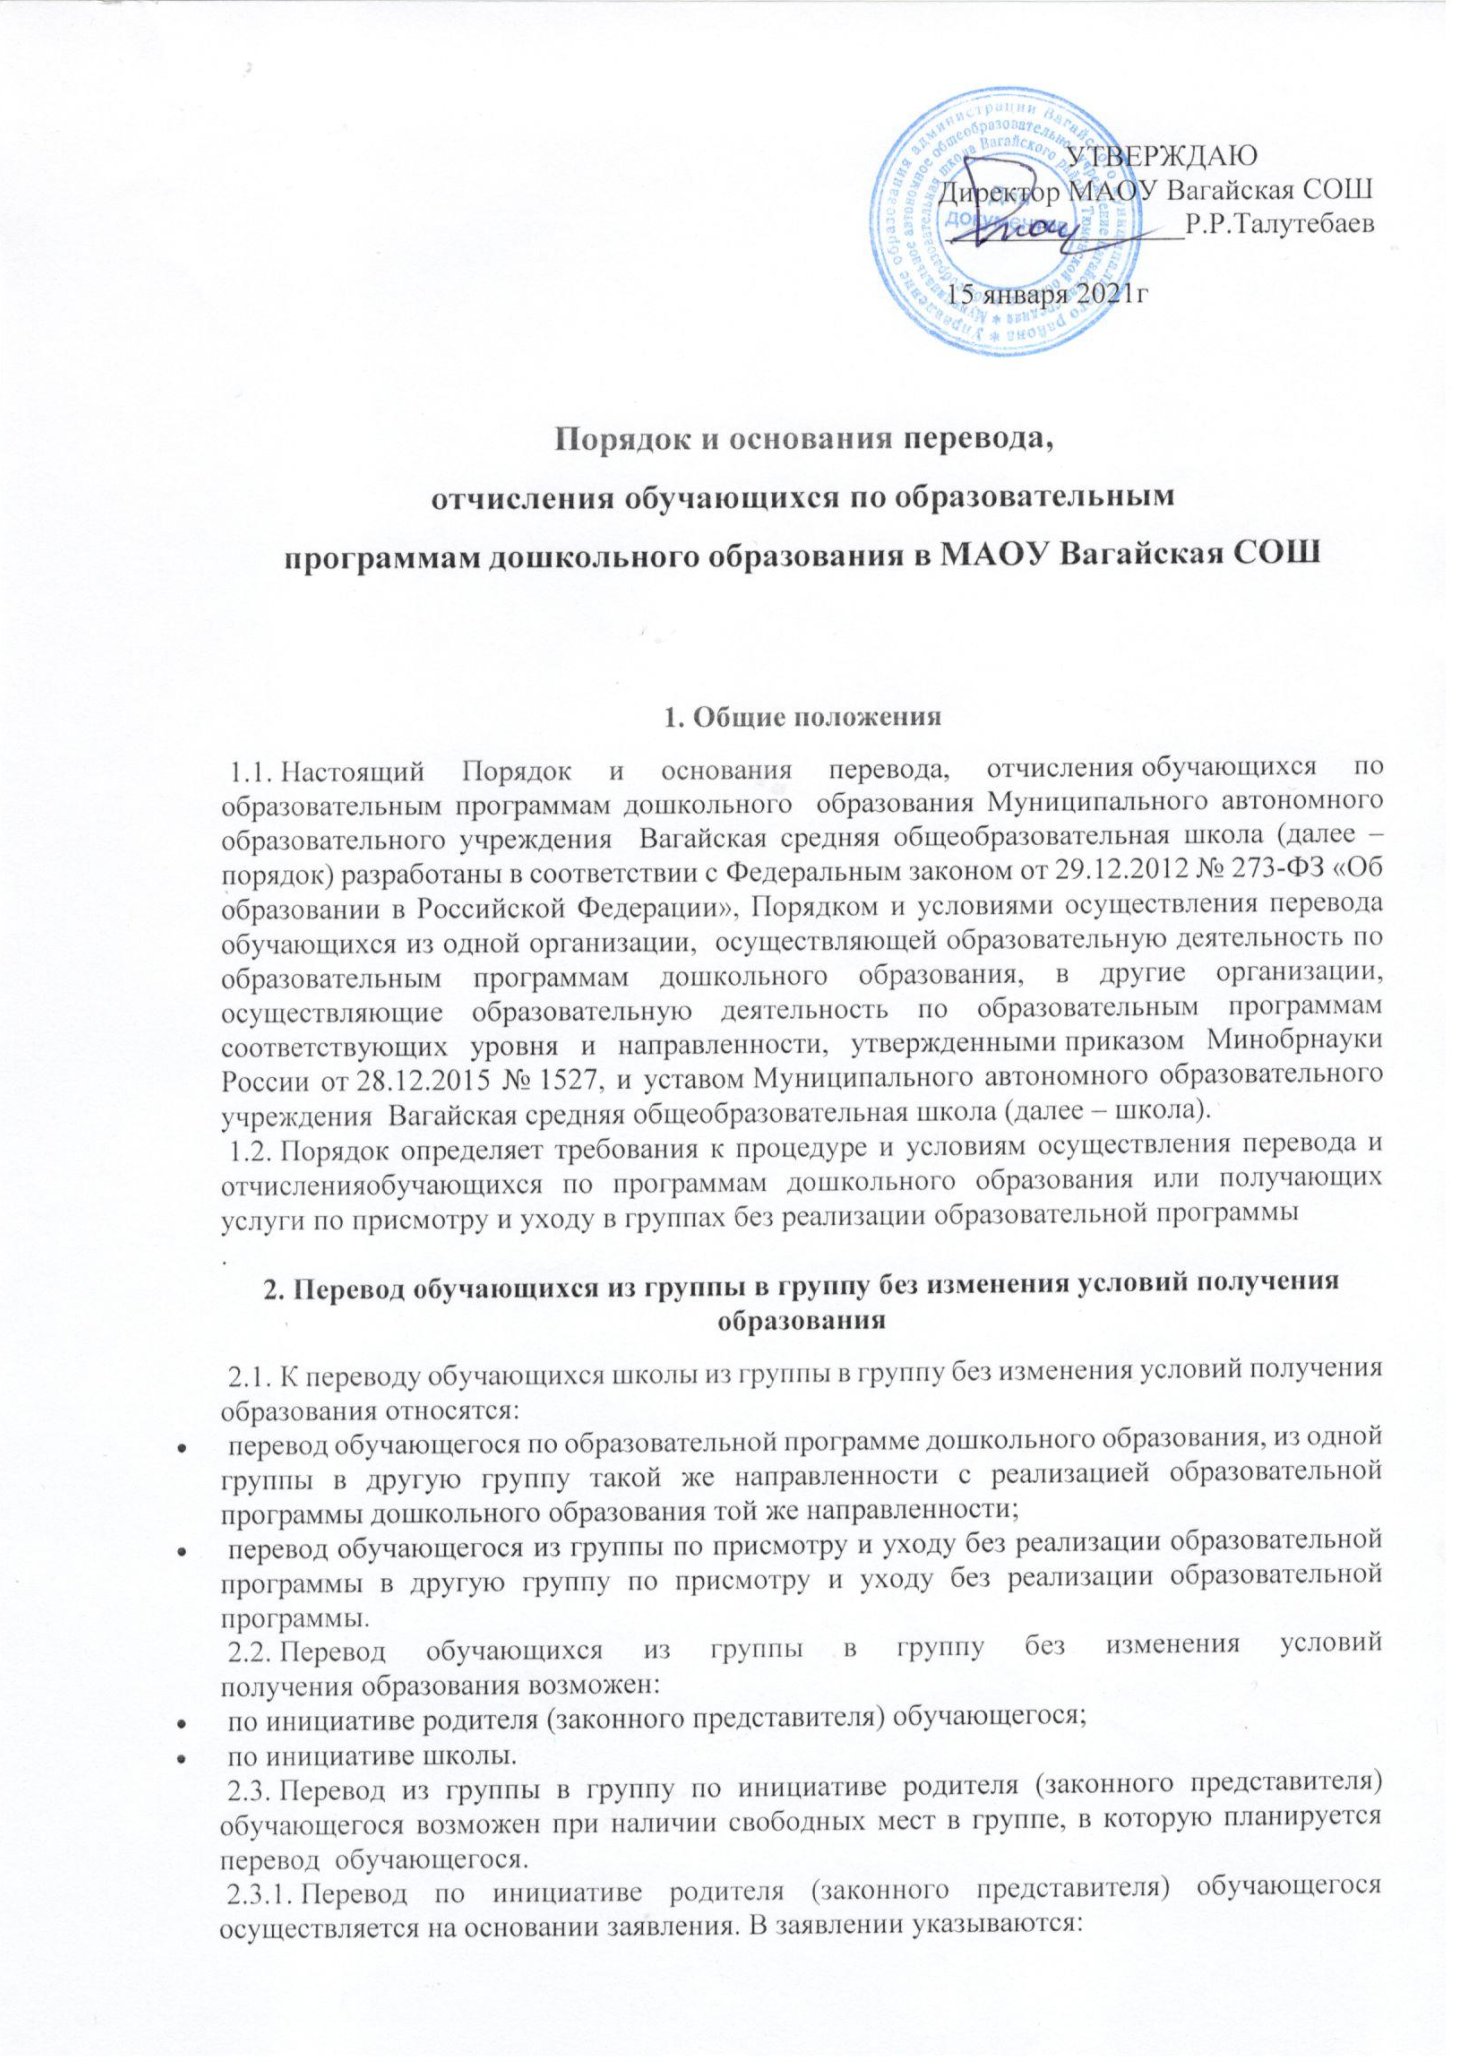 УТВЕРЖДАЮ
Директор МАОУ Вагайская СОШ
Для
документов
Р.Р.Талутебаев
15 января 2021г
Порядок и основания перевода,
отчисления обучающихся по образовательным
программам дошкольного образования в МАОУ Вагайская СОШ
1. Общие положения
1.1. Настоящий Порядок и основания перевода, отчисления обучающихся по
образовательным программам дошкольного образования Муниципального автономного
образовательного учреждения Вагайская средняя общеобразовательная школа (далее –
порядок) разработаны в соответствии с Федеральным законом от 29.12.2012 № 273-ФЗ «Об
образовании в Российской Федерации», Порядком и условиями осуществления перевода
обучающихся из одной организации, осуществляющей образовательную деятельность по
образовательным программам дошкольного образования, в другие организации,
осуществляющие образовательную деятельность по образовательным программам
соответствующих уровня и направленности, утвержденными приказом Минобрнауки
России от 28.12.2015 № 1527, и уставом Муниципального автономного образовательного
учреждения Вагайская средняя общеобразовательная школа (далее – школа).
1.2. Порядок определяет требования к процедуре и условиям осуществления перевода и
отчисленияобучающихся по программам дошкольного образования или получающих
услуги по присмотру и уходу в группах без реализации образовательной программы
.
2. Перевод обучающихся из группы в группу без изменения условий получения
образования
2.1. К переводу обучающихся школы из группы в группу без изменения условий получения
образования относятся:
• перевод обучающегося по образовательной программе дошкольного образования, из одной
группы в другую группу такой же направленности с реализацией образовательной
программы дошкольного образования той же направленности;
• перевод обучающегося из группы по присмотру и уходу без реализации образовательной
программы в другую группу по присмотру и уходу без реализации образовательной
программы.
2.2. Перевод обучающихся из группы в группу без изменения условий
получения образования возможен:
• по инициативе родителя (законного представителя) обучающегося;
• по инициативе школы.
2.3. Перевод из группы в группу по инициативе родителя (законного представителя)
обучающегося возможен при наличии свободных мест в группе, в которую планируется
перевод обучающегося.
2.3.1. Перевод по инициативе родителя (законного представителя) обучающегося
осуществляется на основании заявления. В заявлении указываются: